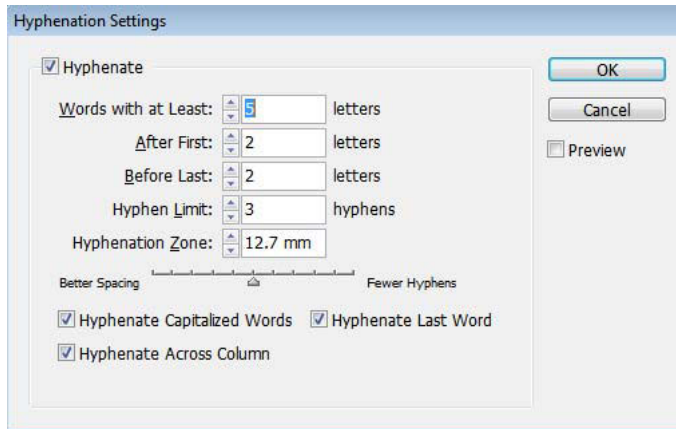 Hyphenation Settings
Hyphenate
OK
Words with at Least: 5 letters
Cancel
After First: 2 letters
Preview
Before Last: 2 letters
Hyphen Limit: 3 hyphens
Hyphenation Zone: 12.7 mm
Better Spacing Fewer Hyphens
Hyphenate Capitalized Words Hyphenate Last Word
Hyphenate Across Column